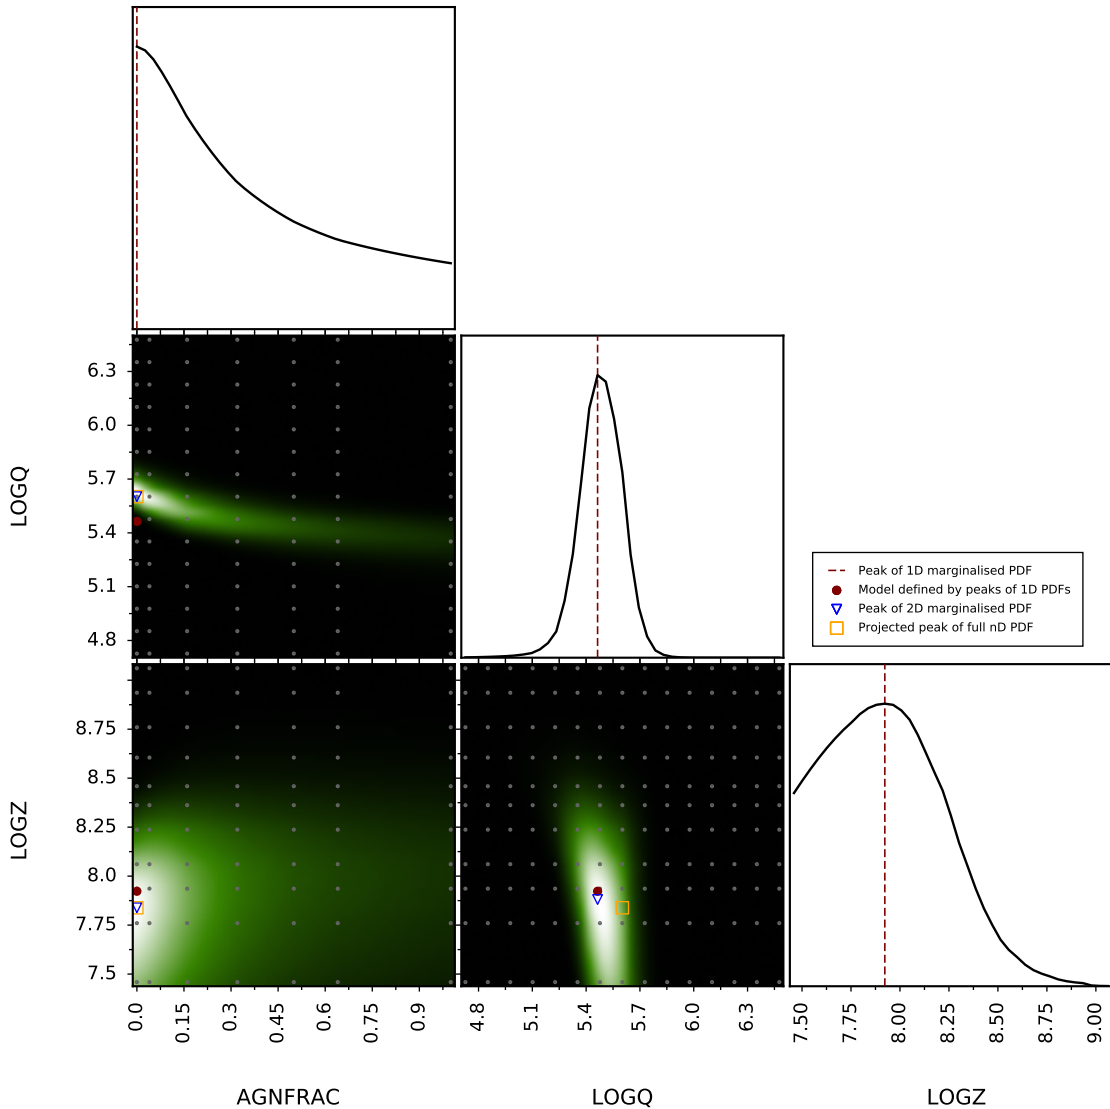 LOGQ
6.3
6.0
5.7
5.4
5.1
4.8
Peak of 1D marginalised PDF
Model defined by peaks of 1D PDFs
Peak of 2D marginalised PDF
Projected peak of full nD PDF
LOGZ
8.75
8.5
8.25
8.0
7.75
7.5
0.0 0.15 0.3 0.45 0.6 0.75 0.9
4.8 5.1 5.4 5.7 6.0 6.3
7.50 7.75 8.00 8.25 8.50 8.75 9.00
AGNFRAC LOGQ LOGZ